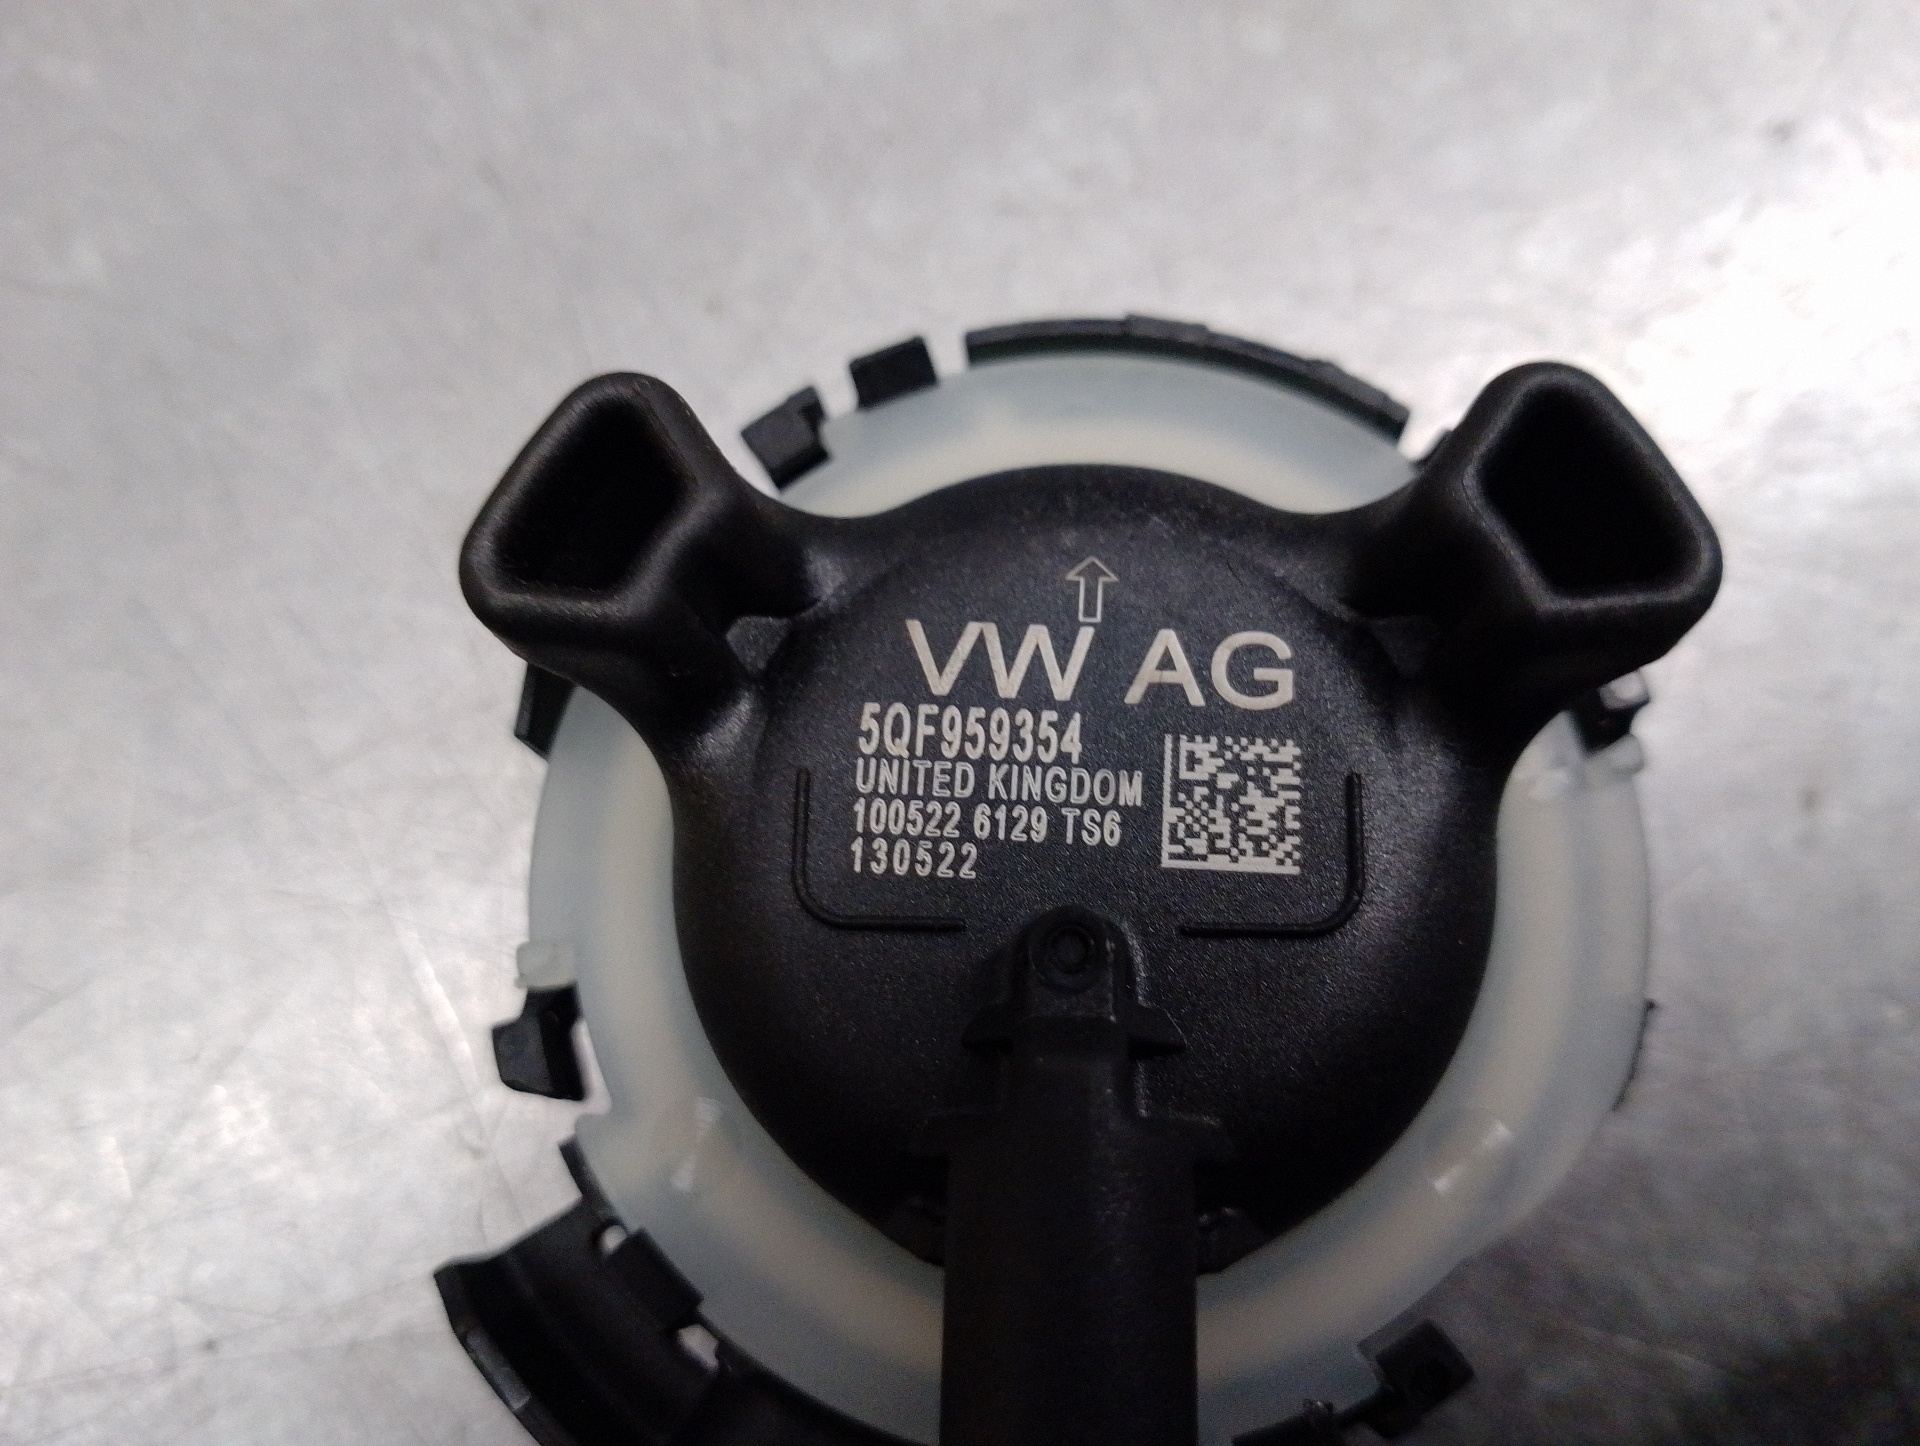 VW AG
5QF959354
UNITED KINGDOM
100522 6129 TS6
130522